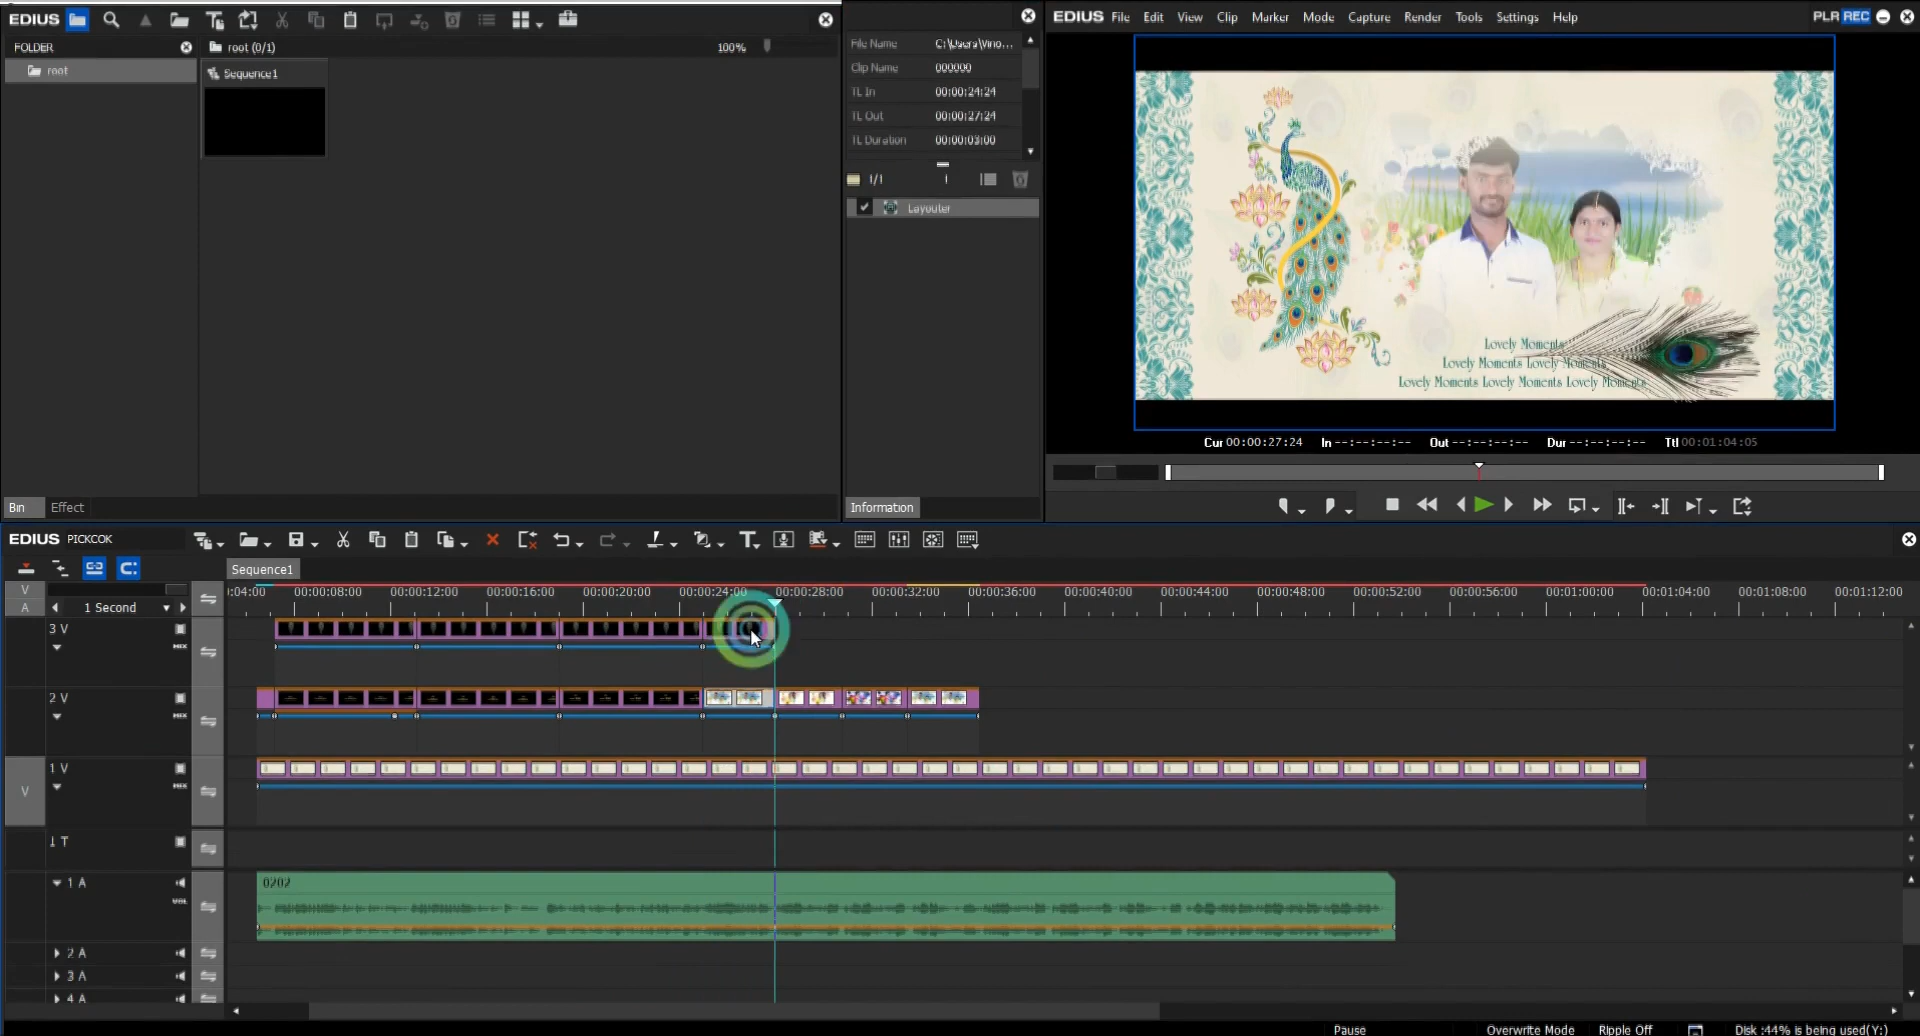 EDIUS
FOLDER
root
root (0/1)
100%
Sequence1
Bin
Effect
File Name C:\Users\Vino...
Clip Name 000000
TL In 00:00:24:24
TL Out 00:00:27:24
TL Duration 00:00:03:00
1/1
Layouter
Information
EDIUS File Edit View Clip Marker Mode Capture Render Tools Settings Help
PLR REC
Lovely Moments
Lovely Moments Lovely Moments
Lovely Moments Lovely Moments Lovely Moments
Cur 00:00:27:24 In --:--:--:-- Out --:--:--:-- Dur --:--:--:-- Ttl 00:01:04:05
EDIUS PICKCOK
Sequence1
V
A
1 Second
:04:00 00:00:08:00 00:00:12:00 00:00:16:00 00:00:20:00 00:00:24:00 00:00:28:00 00:00:32:00 00:00:36:00 00:00:40:00 00:00:44:00 00:00:48:00 00:00:52:00 00:00:56:00 00:01:00:00 00:01:04:00 00:01:08:00 00:01:12:00
3 V
MIX
2 V
MIX
1 V
V
MIX
1 T
1 A
0202
VOL
2 A
3 A
4 A
Pause Overwrite Mode Ripple Off Disk :44% is being used(Y:)